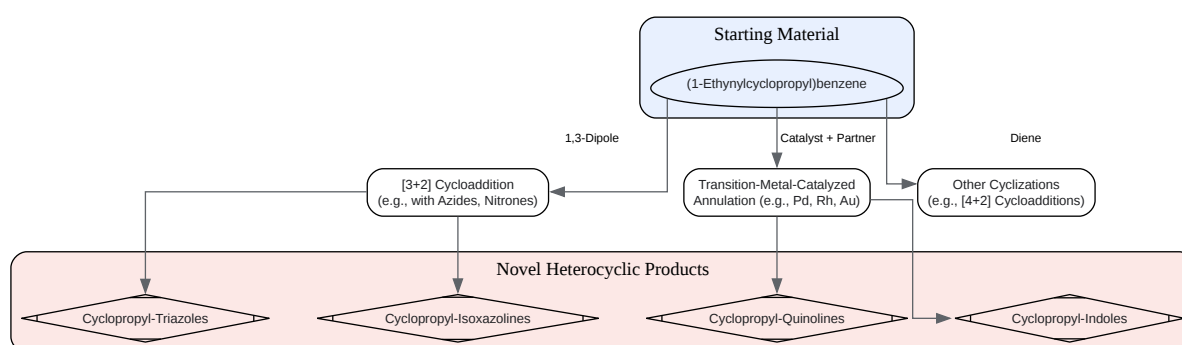 Starting Material
(1-Ethynylcyclopropyl)benzene
1,3-Dipole
Catalyst + Partner
Diene
[3+2] Cycloaddition
(e.g., with Azides, Nitrones)
Transition-Metal-Catalyzed
Annulation (e.g., Pd, Rh, Au)
Other Cyclizations
(e.g., [4+2] Cycloadditions)
Novel Heterocyclic Products
Cyclopropyl-Triazoles
Cyclopropyl-Isoxazolines
Cyclopropyl-Quinolines
Cyclopropyl-Indoles